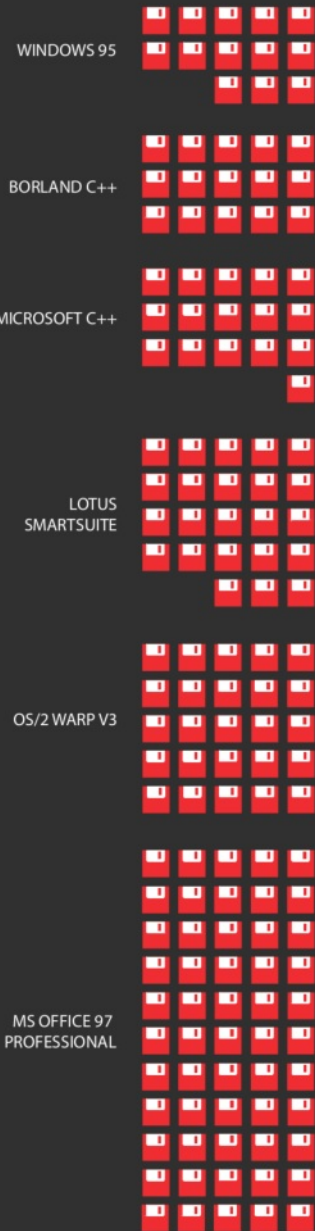 WINDOWS 95
BORLAND C++
MICROSOFT C++
LOTUS
SMARTSUITE
OS/2 WARP V3
MS OFFICE 97
PROFESSIONAL